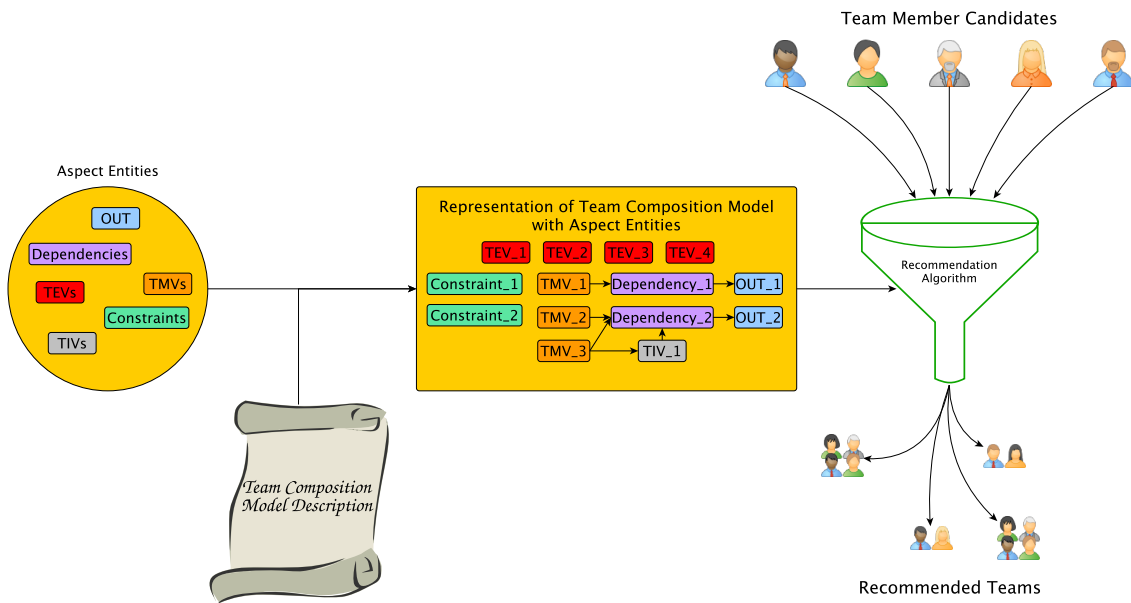 Team Member Candidates
Aspect Entities
OUT
Dependencies
TMVs
TEVs
Constraints
TIVs
Representation of Team Composition Model
with Aspect Entities
TEV_1 TEV_2 TEV_3 TEV_4
Constraint_1 TMV_1 Dependency_1 OUT_1
Constraint_2 TMV_2 Dependency_2 OUT_2
TMV_3 TIV_1
Recommendation
Algorithm
Team Composition
Model Description
Recommended Teams